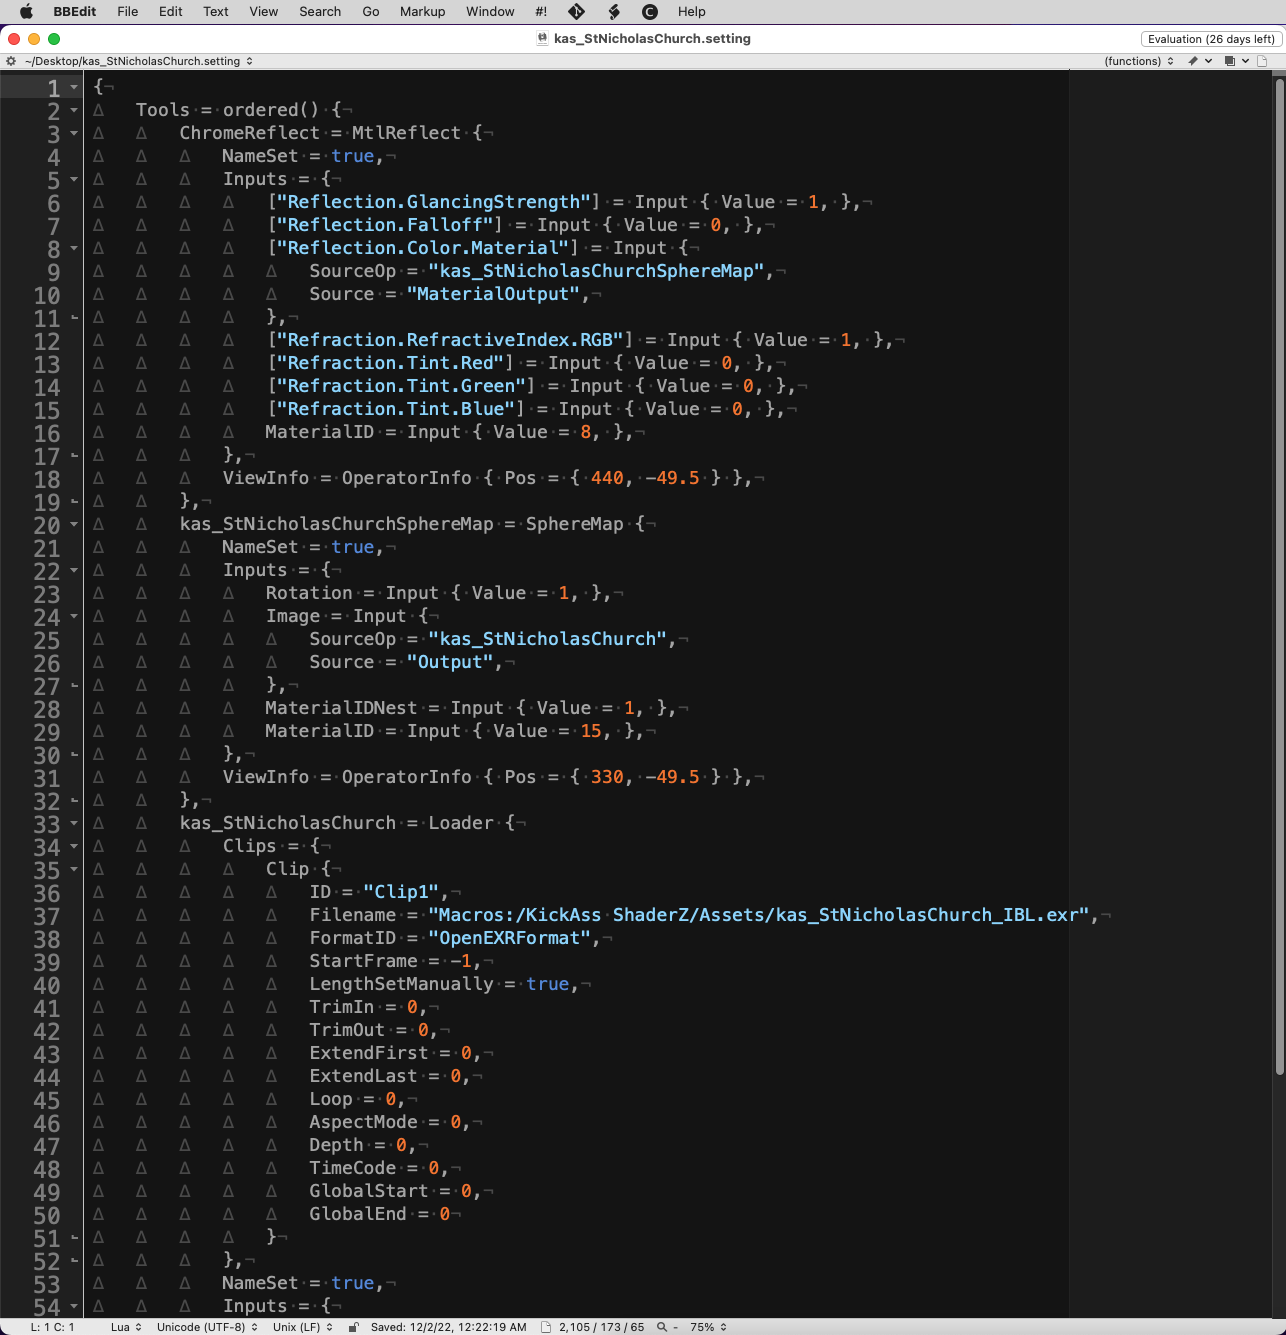 BBEdit File Edit Text View Search Go Markup Window #! Help
kas_StNicholasChurch.setting
Evaluation (26 days left)
~/Desktop/kas_StNicholasChurch.setting (functions)
1 {
2 Tools = ordered() {
3 ChromeReflect = MtlReflect {
4 NameSet = true,
5 Inputs = {
6 ["Reflection.GlancingStrength"] = Input { Value = 1, },
7 ["Reflection.Falloff"] = Input { Value = 0, },
8 ["Reflection.Color.Material"] = Input {
9 SourceOp = "kas_StNicholasChurchSphereMap",
10 Source = "MaterialOutput",
11 },
12 ["Refraction.RefractiveIndex.RGB"] = Input { Value = 1, },
13 ["Refraction.Tint.Red"] = Input { Value = 0, },
14 ["Refraction.Tint.Green"] = Input { Value = 0, },
15 ["Refraction.Tint.Blue"] = Input { Value = 0, },
16 MaterialID = Input { Value = 8, },
17 },
18 ViewInfo = OperatorInfo { Pos = { 440, -49.5 } },
19 },
20 kas_StNicholasChurchSphereMap = SphereMap {
21 NameSet = true,
22 Inputs = {
23 Rotation = Input { Value = 1, },
24 Image = Input {
25 SourceOp = "kas_StNicholasChurch",
26 Source = "Output",
27 },
28 MaterialIDNest = Input { Value = 1, },
29 MaterialID = Input { Value = 15, },
30 },
31 ViewInfo = OperatorInfo { Pos = { 330, -49.5 } },
32 },
33 kas_StNicholasChurch = Loader {
34 Clips = {
35 Clip {
36 ID = "Clip1",
37 Filename = "Macros:/KickAss ShaderZ/Assets/kas_StNicholasChurch_IBL.exr",
38 FormatID = "OpenEXRFormat",
39 StartFrame = -1,
40 LengthSetManually = true,
41 TrimIn = 0,
42 TrimOut = 0,
43 ExtendFirst = 0,
44 ExtendLast = 0,
45 Loop = 0,
46 AspectMode = 0,
47 Depth = 0,
48 TimeCode = 0,
49 GlobalStart = 0,
50 GlobalEnd = 0
51 }
52 },
53 NameSet = true,
54 Inputs = {
L: 1 C: 1 Lua Unicode (UTF-8) Unix (LF) Saved: 12/2/22, 12:22:19 AM 2,105 / 173 / 65 - 75%